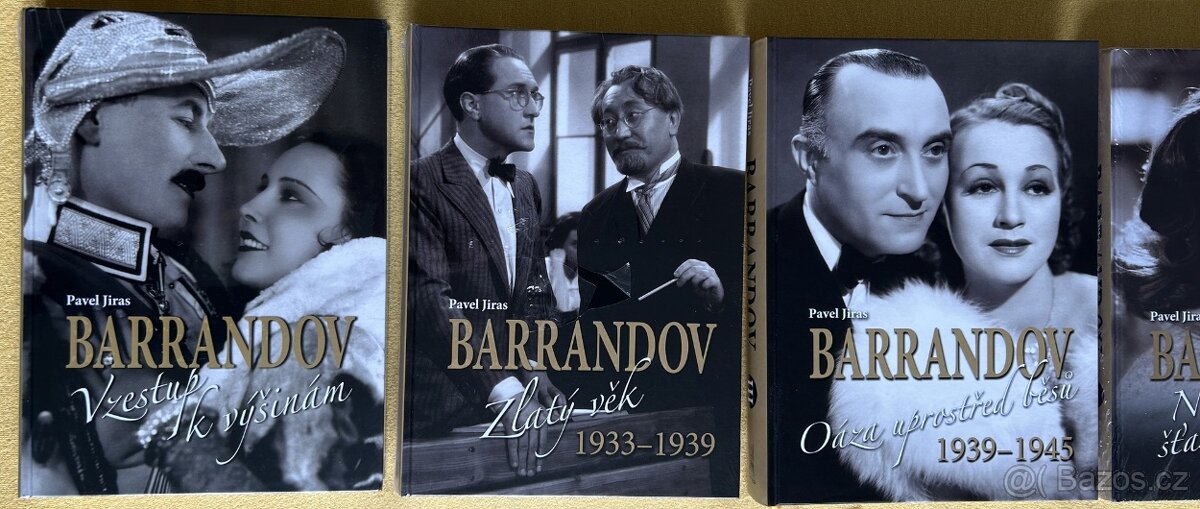 Pavel Jiras
BARRANDOV
Vzestup
k výšinám
Pavel Jiras
BARRANDOV
Zlatý věk
1933–1939
Pavel Jiras
BARRANDOV
III
Pavel Jiras
BARRANDOV
Oáza uprostřed běsů
1939–1945
@( Bazos.cz